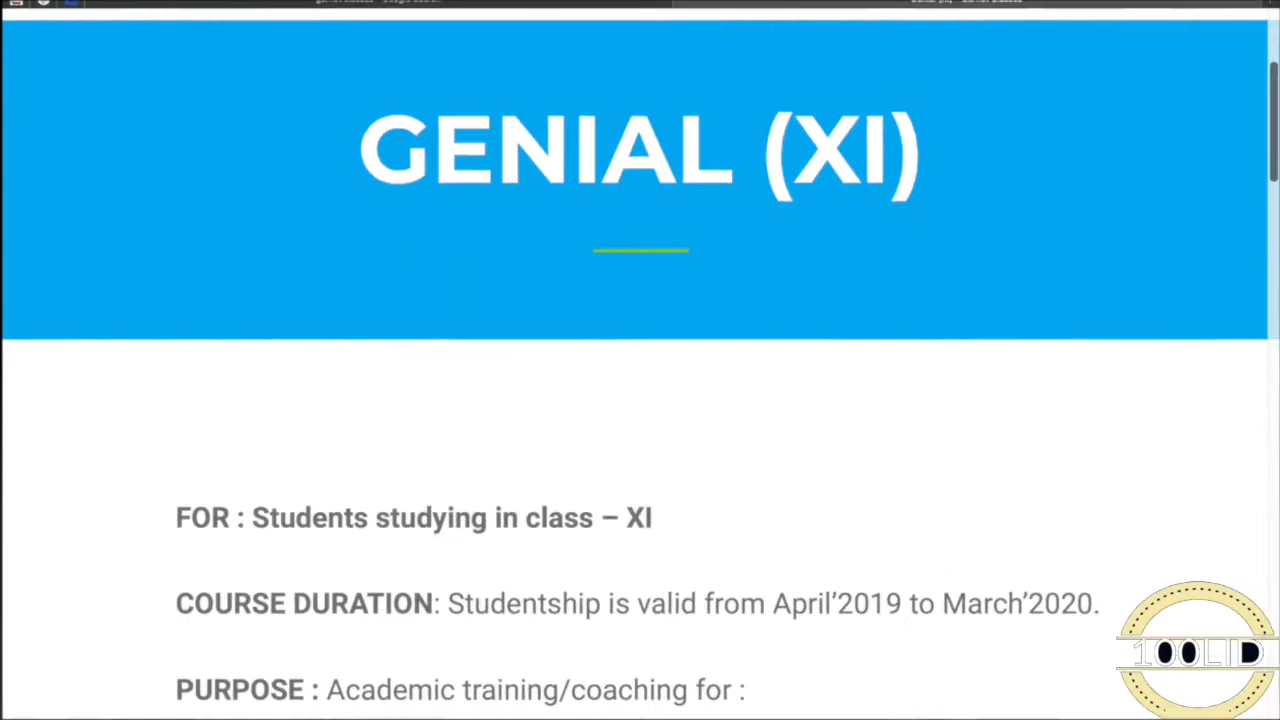 GENIAL (XI)
FOR : Students studying in class – XI
COURSE DURATION: Studentship is valid from April’2019 to March’2020.
PURPOSE : Academic training/coaching for :
100LID